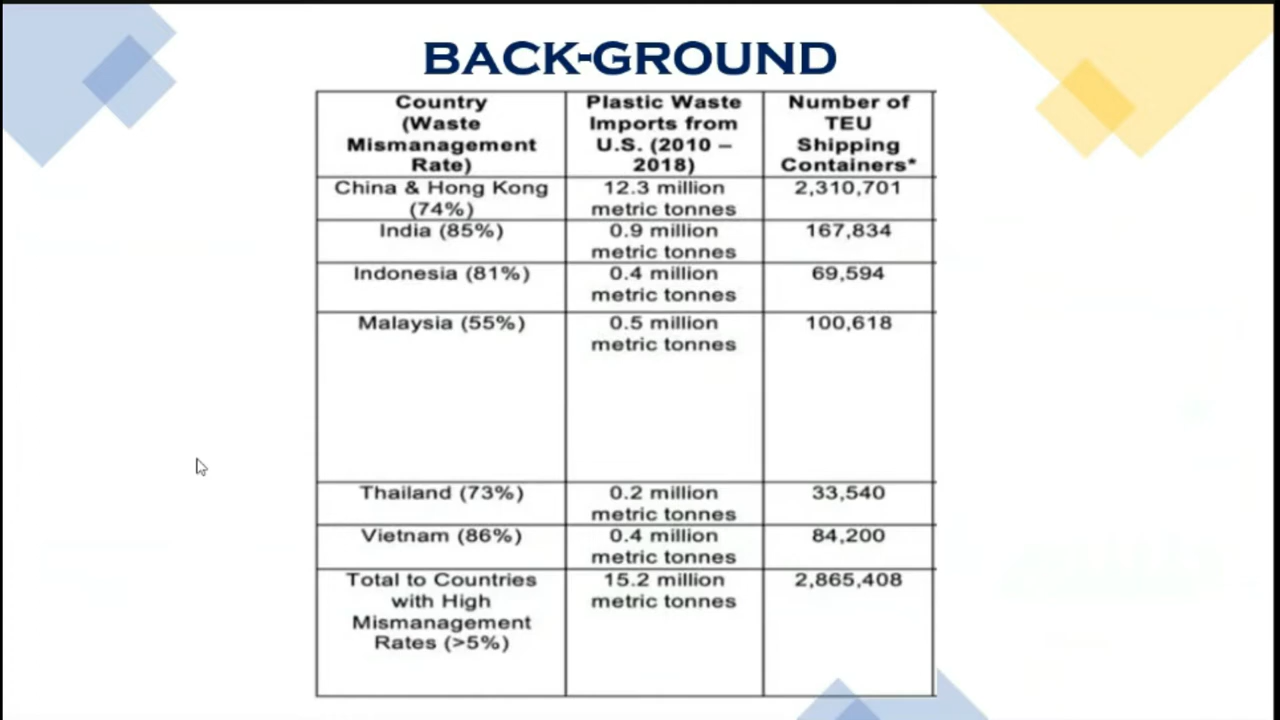 BACK-GROUND
Country (Waste Mismanagement Rate) Plastic Waste Imports from U.S. (2010 – 2018) Number of TEU Shipping Containers*
China & Hong Kong (74%) 12.3 million metric tonnes 2,310,701
India (85%) 0.9 million metric tonnes 167,834
Indonesia (81%) 0.4 million metric tonnes 69,594
Malaysia (55%) 0.5 million metric tonnes 100,618
Thailand (73%) 0.2 million metric tonnes 33,540
Vietnam (86%) 0.4 million metric tonnes 84,200
Total to Countries with High Mismanagement Rates (>5%) 15.2 million metric tonnes 2,865,408